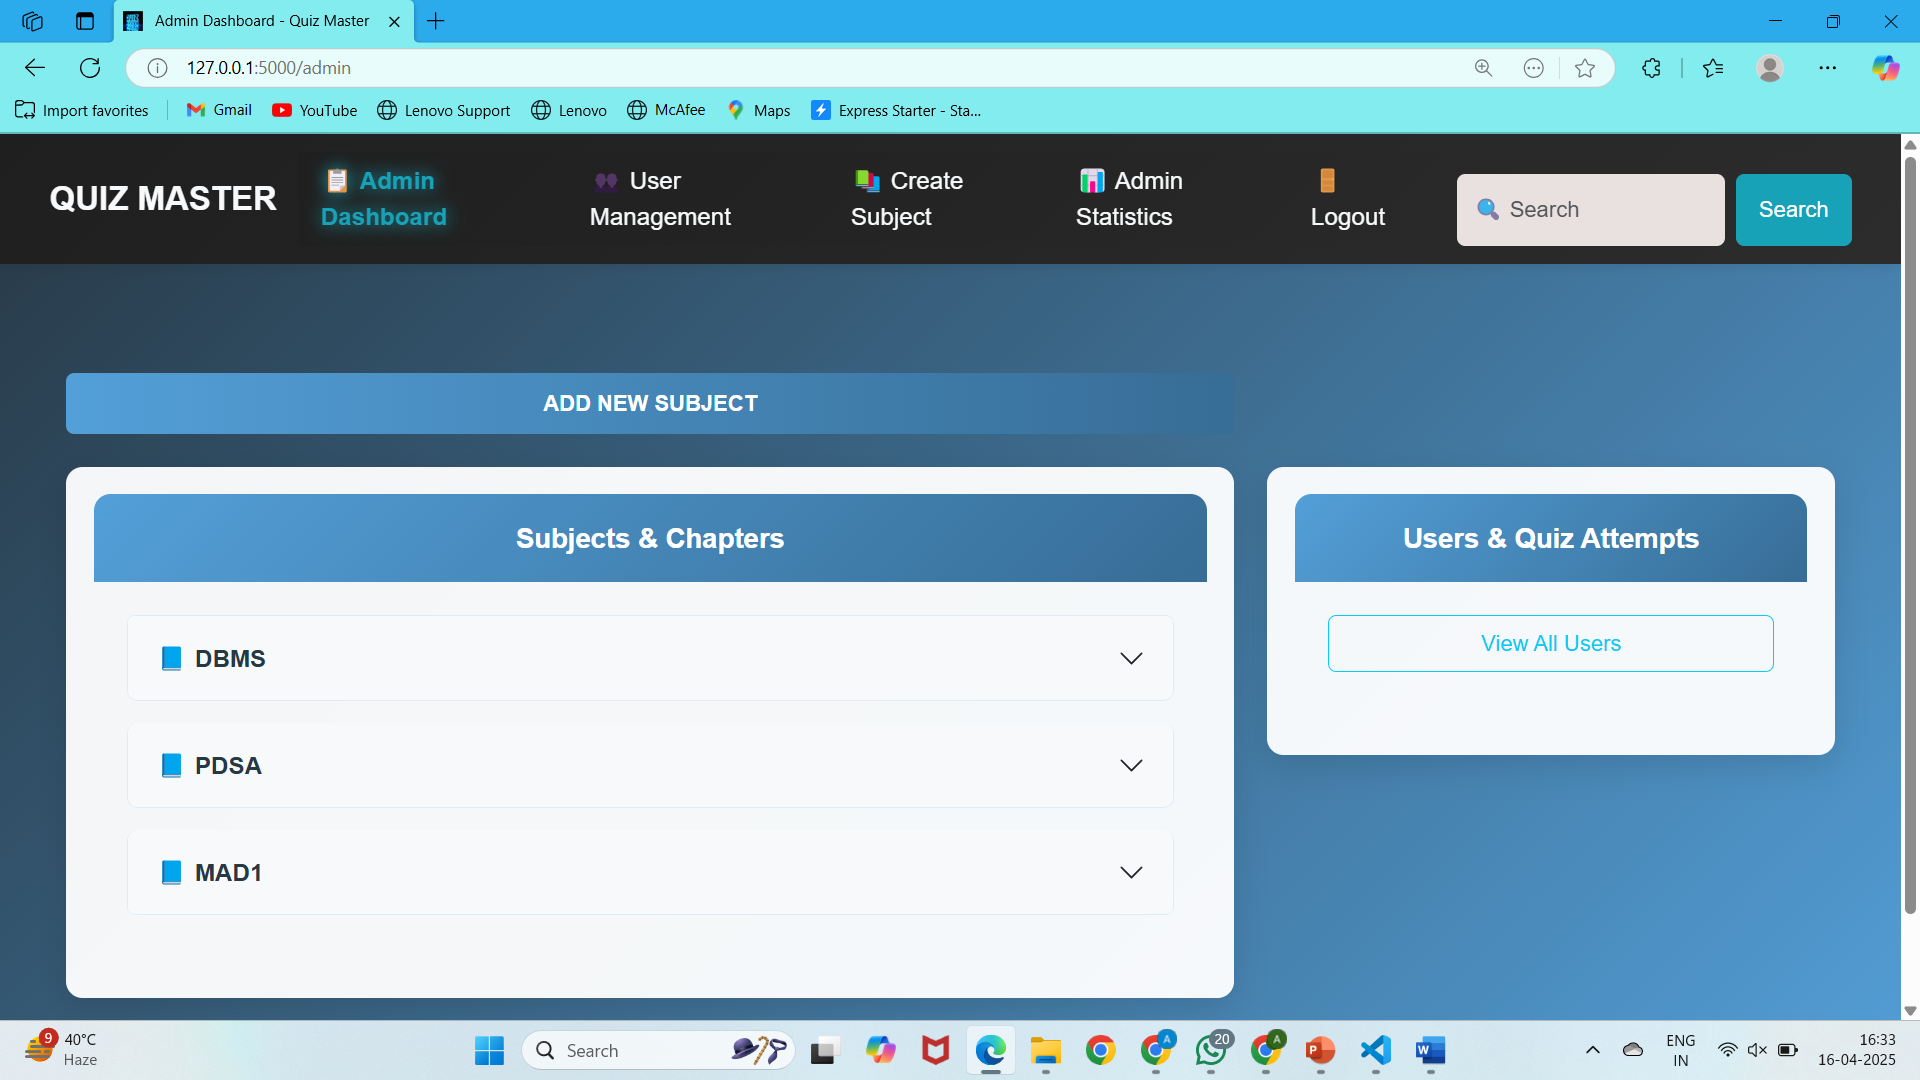 Admin Dashboard - Quiz Master
127.0.0.1:5000/admin
Import favorites
Gmail
YouTube
Lenovo Support
Lenovo
McAfee
Maps
Express Starter - Sta...
QUIZ MASTER
Admin
Dashboard
User
Management
Create
Subject
Admin
Statistics
Logout
Search
Search
ADD NEW SUBJECT
Subjects & Chapters
DBMS
PDSA
MAD1
Users & Quiz Attempts
View All Users
9
40°C
Haze
Search
A
20
A
P
W
ENG
IN
16:33
16-04-2025